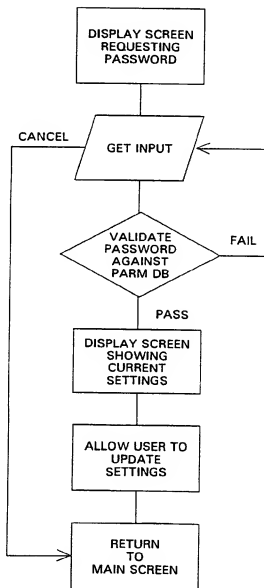 DISPLAY SCREEN
REQUESTING
PASSWORD
CANCEL
GET INPUT
VALIDATE
PASSWORD
AGAINST
PARM DB
FAIL
PASS
DISPLAY SCREEN
SHOWING
CURRENT
SETTINGS
ALLOW USER TO
UPDATE
SETTINGS
RETURN
TO
MAIN SCREEN